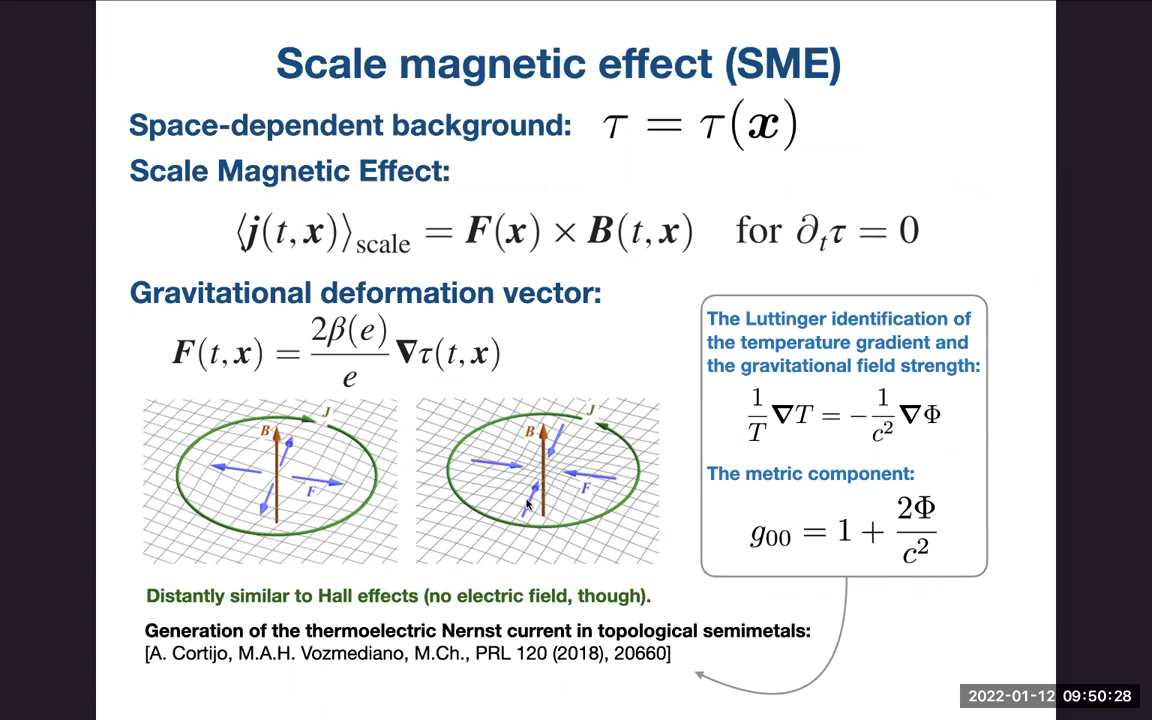 Scale magnetic effect (SME)
Space-dependent background: τ = τ(x)
Scale Magnetic Effect:
⟨j(t, x)⟩scale = F(x) × B(t, x) for ∂tτ = 0
Gravitational deformation vector:
F(t, x) = 2β(e)/e ∇τ(t, x)
J
B
F
J
B
F
The Luttinger identification of
the temperature gradient and
the gravitational field strength:
1/T ∇T = −1/c² ∇Φ
The metric component:
g00 = 1 + 2Φ/c²
Distantly similar to Hall effects (no electric field, though).
Generation of the thermoelectric Nernst current in topological semimetals:
[A. Cortijo, M.A.H. Vozmediano, M.Ch., PRL 120 (2018), 20660]
2022-01-12 09:50:28